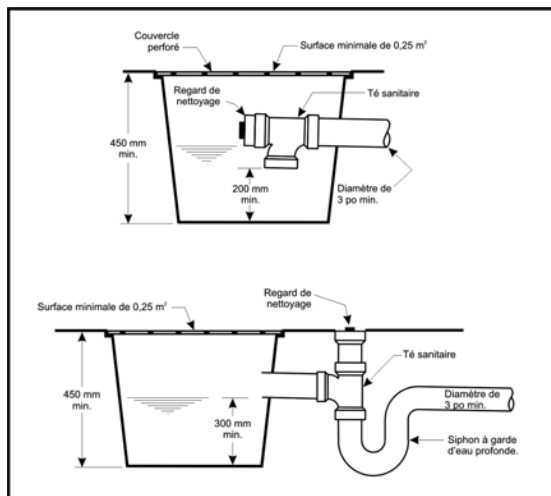 Couvercle
perforé
Surface minimale de 0,25 m²
Regard de
nettoyage
Té sanitaire
450 mm
min.
200 mm
min.
Diamètre de
3 po min.
Regard de
nettoyage
Surface minimale de 0,25 m²
Té sanitaire
450 mm
min.
300 mm
min.
Diamètre de
3 po min.
Siphon à garde
d'eau profonde.